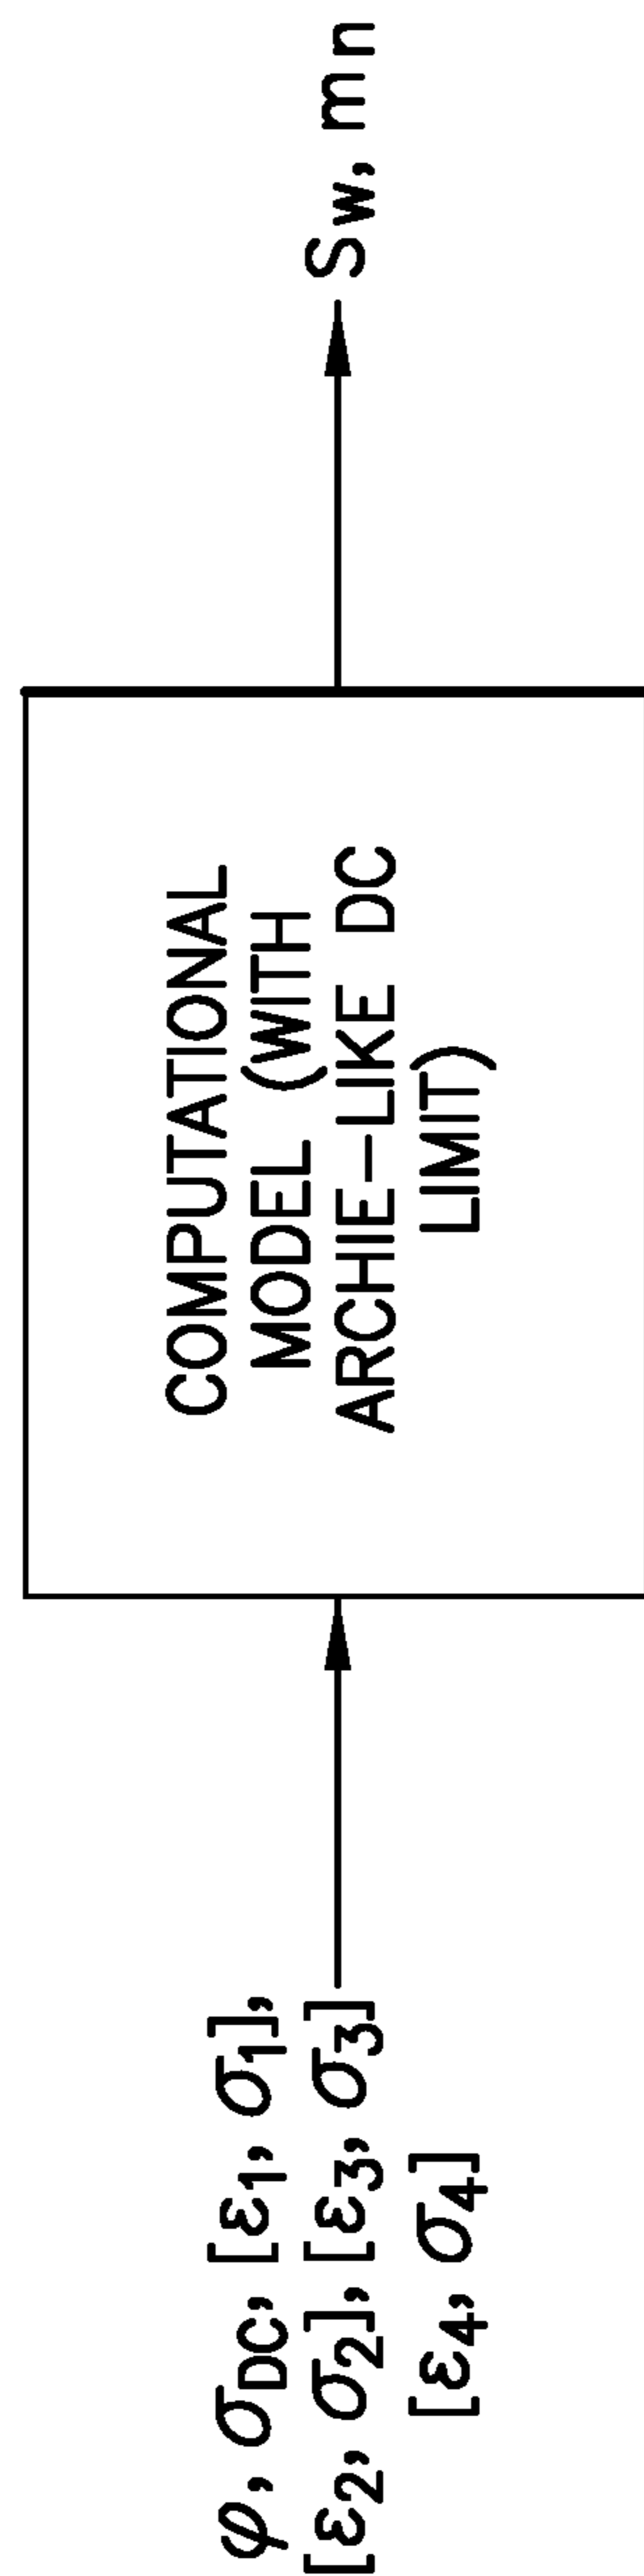 φ, σDC, [ε1, σ1],
[ε2, σ2], [ε3, σ3]
[ε4, σ4]
COMPUTATIONAL
MODEL (WITH
ARCHIE-LIKE DC
LIMIT)
Sw, mn